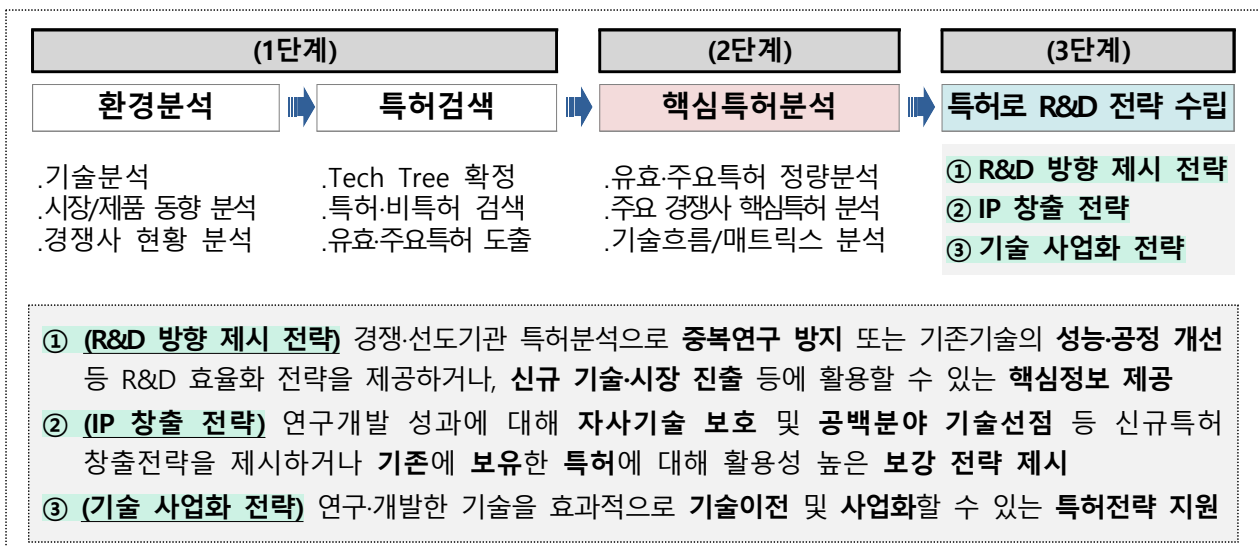 (1단계)
(2단계)
(3단계)
환경분석
특허검색
핵심특허분석
특허로 R&D 전략 수립
.기술분석
.시장/제품 동향 분석
.경쟁사 현황 분석
.Tech Tree 확정
.특허·비특허 검색
.유효·주요특허 도출
.유효·주요특허 정량분석
.주요 경쟁사 핵심특허 분석
.기술흐름/매트릭스 분석
① R&D 방향 제시 전략
② IP 창출 전략
③ 기술 사업화 전략
① (R&D 방향 제시 전략) 경쟁·선도기관 특허분석으로 중복연구 방지 또는 기존기술의 성능·공정 개선
등 R&D 효율화 전략을 제공하거나, 신규 기술·시장 진출 등에 활용할 수 있는 핵심정보 제공
② (IP 창출 전략) 연구개발 성과에 대해 자사기술 보호 및 공백분야 기술선점 등 신규특허
창출전략을 제시하거나 기존에 보유한 특허에 대해 활용성 높은 보강 전략 제시
③ (기술 사업화 전략) 연구·개발한 기술을 효과적으로 기술이전 및 사업화할 수 있는 특허전략 지원